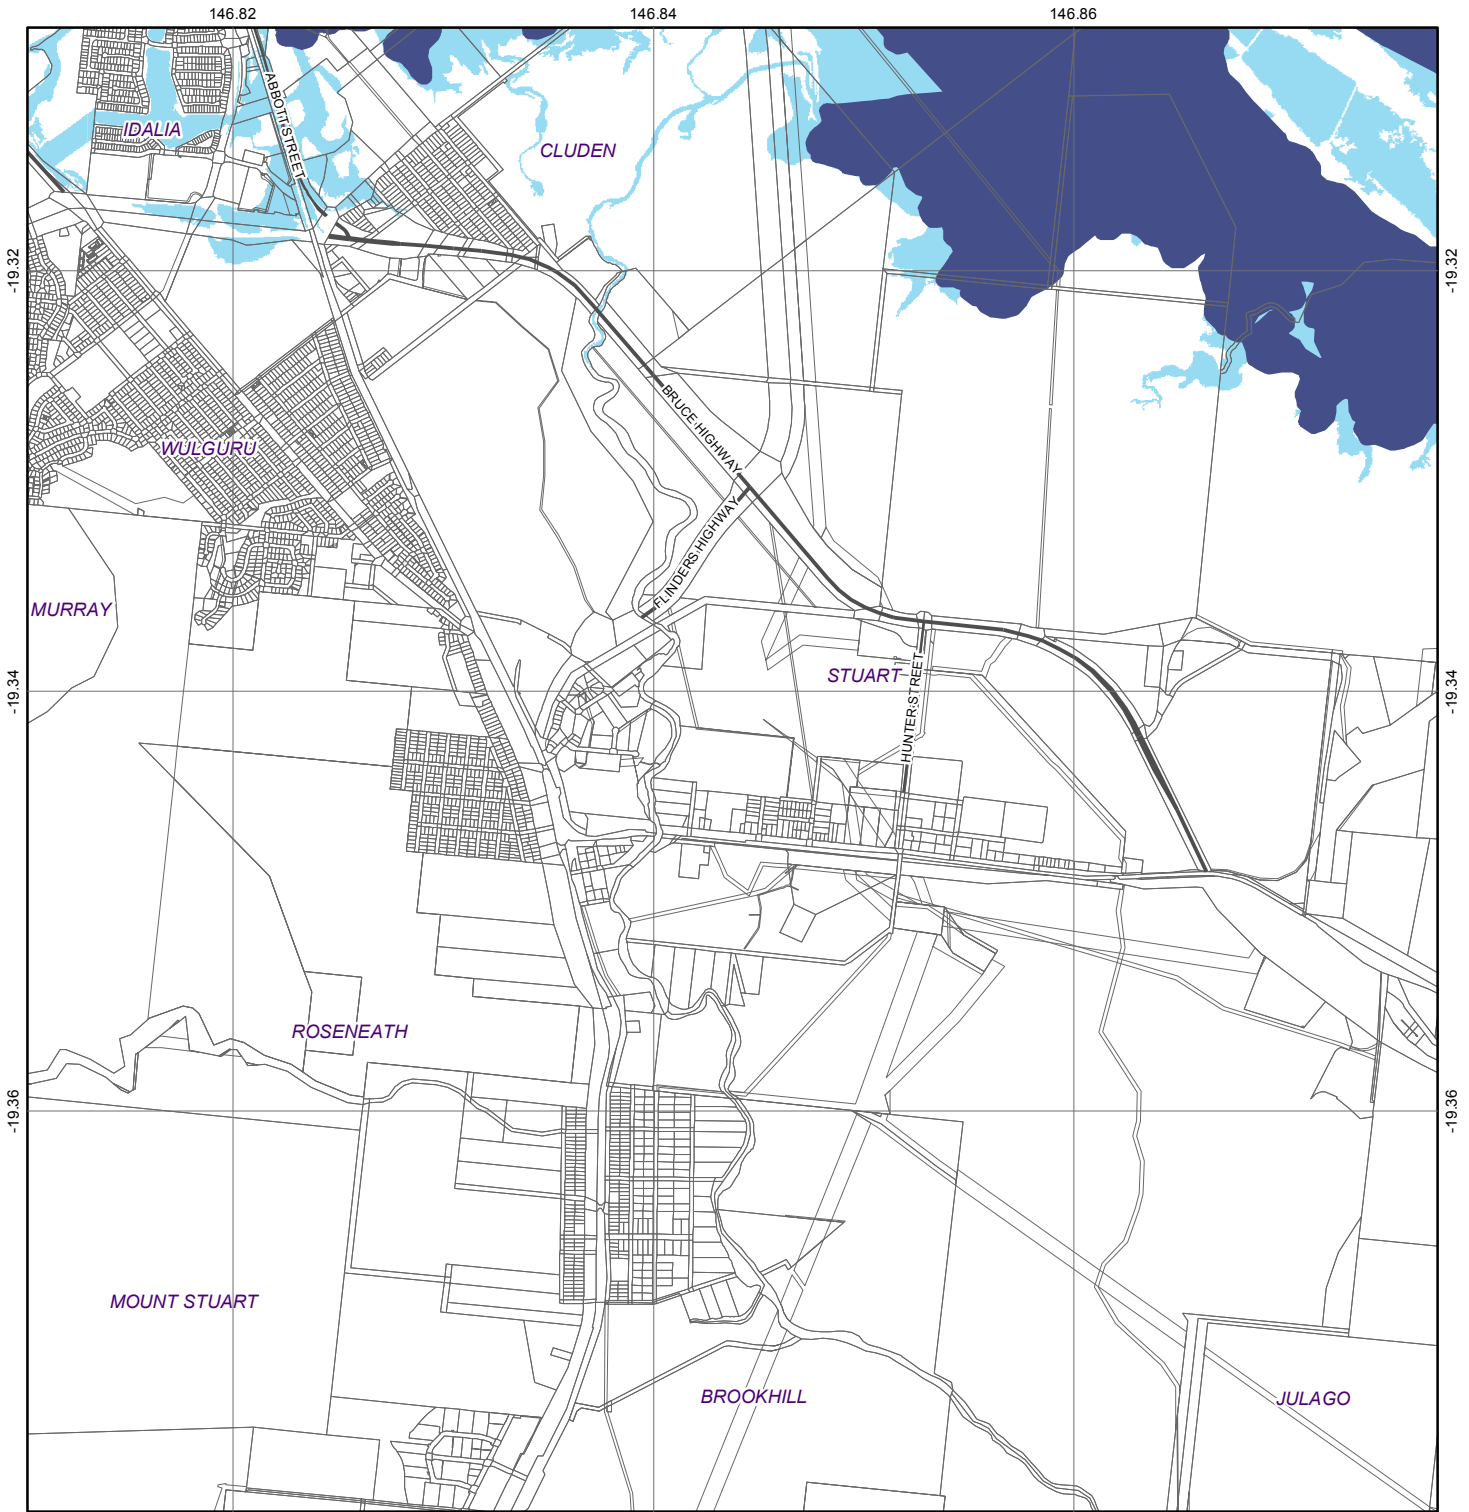 146.82
146.84
146.86
ABBOTT STREET
IDALIA
CLUDEN
-19.32
-19.32
BRUCE HIGHWAY
WULGURU
FLINDERS HIGHWAY
MURRAY
STUART
HUNTER STREET
-19.34
-19.34
ROSENEATH
-19.36
-19.36
MOUNT STUART
BROOKHILL
JULAGO